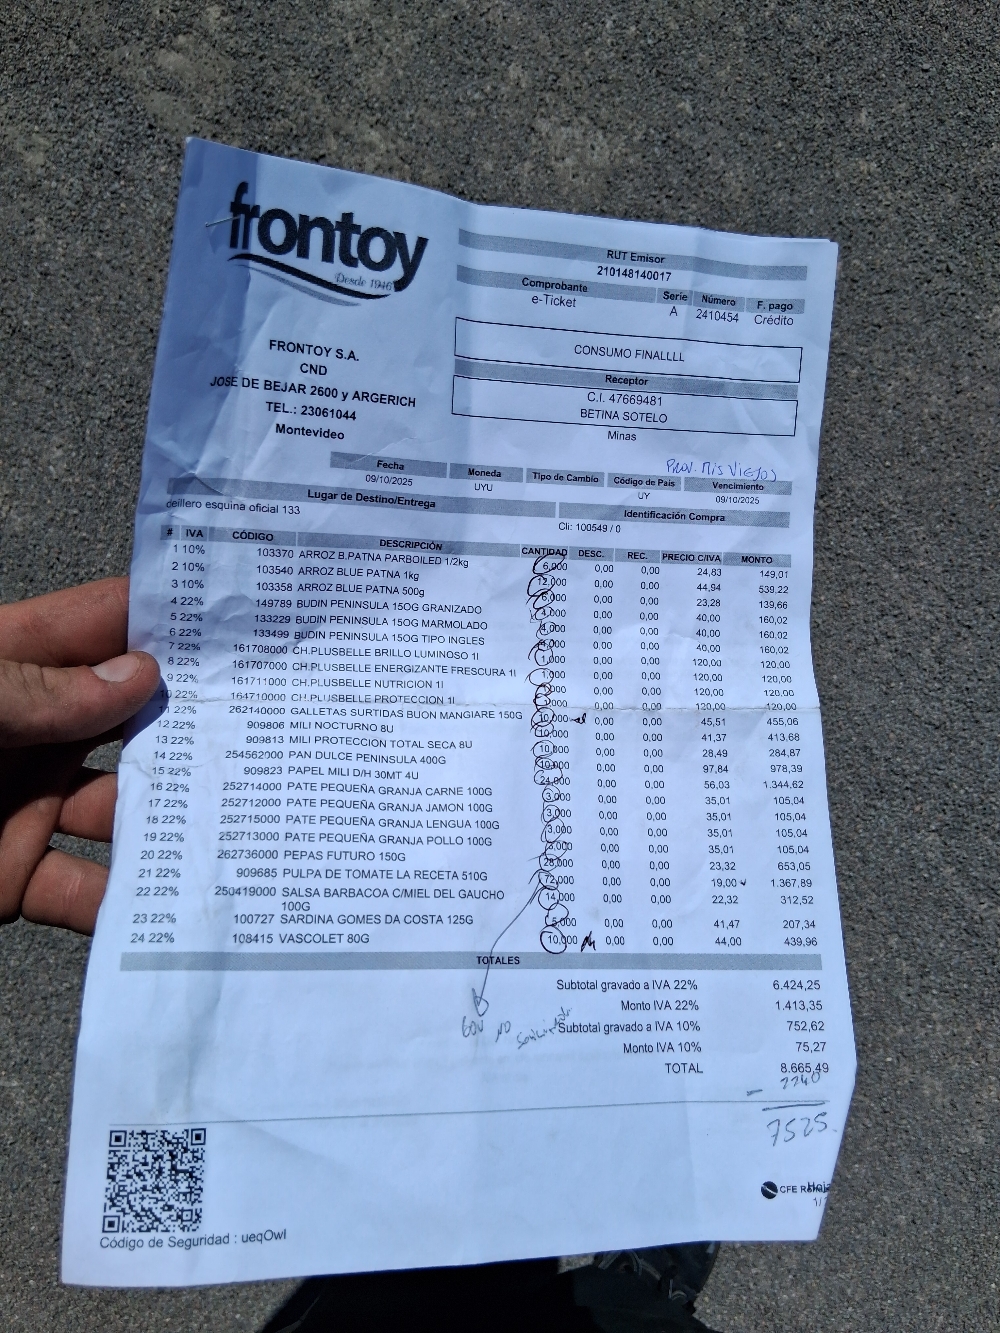 frontoy
Desde 1946
FRONTOY S.A.
CND
JOSE DE BEJAR 2600 y ARGERICH
TEL.: 23061044
Montevideo
RUT Emisor
210148140017
Comprobante Serie Número F. pago
e-Ticket A 2410454 Crédito
CONSUMO FINALLLL
Receptor
C.I. 47669481
BETINA SOTELO
Minas
PROV. MIS VIEJOS
Fecha Moneda Tipo de Cambio Código de País Vencimiento
09/10/2025 UYU UY 09/10/2025
Lugar de Destino/Entrega Identificación Compra
deillero esquina oficial 133 Cli: 100549 / 0
# IVA CÓDIGO DESCRIPCIÓN CANTIDAD DESC. REC. PRECIO C/IVA MONTO
1 10% 103370 ARROZ B.PATNA PARBOILED 1/2kg 6,000 0,00 0,00 24,83 149,01
2 10% 103540 ARROZ BLUE PATNA 1kg 12,000 0,00 0,00 44,94 539,22
3 10% 103358 ARROZ BLUE PATNA 500g 6,000 0,00 0,00 23,28 139,66
4 22% 149789 BUDIN PENINSULA 15OG GRANIZADO 4,000 0,00 0,00 40,00 160,02
5 22% 133229 BUDIN PENINSULA 15OG MARMOLADO 4,000 0,00 0,00 40,00 160,02
6 22% 133499 BUDIN PENINSULA 15OG TIPO INGLES 4,000 0,00 0,00 40,00 160,02
7 22% 161708000 CH.PLUSBELLE BRILLO LUMINOSO 1l 1,000 0,00 0,00 120,00 120,00
8 22% 161707000 CH.PLUSBELLE ENERGIZANTE FRESCURA 1l 1,000 0,00 0,00 120,00 120,00
9 22% 161711000 CH.PLUSBELLE NUTRICION 1l 1,000 0,00 0,00 120,00 120,00
10 22% 164710000 CH.PLUSBELLE PROTECCION 1l 1,000 0,00 0,00 120,00 120,00
11 22% 262140000 GALLETAS SURTIDAS BUON MANGIARE 150G 10,000 0,00 0,00 45,51 455,06
12 22% 909806 MILI NOCTURNO 8U 10,000 0,00 0,00 41,37 413,68
13 22% 909813 MILI PROTECCION TOTAL SECA 8U 10,000 0,00 0,00 28,49 284,87
14 22% 254562000 PAN DULCE PENINSULA 400G 10,000 0,00 0,00 97,84 978,39
15 22% 909823 PAPEL MILI D/H 30MT 4U 24,000 0,00 0,00 56,03 1.344,62
16 22% 252714000 PATE PEQUEÑA GRANJA CARNE 100G 3,000 0,00 0,00 35,01 105,04
17 22% 252712000 PATE PEQUEÑA GRANJA JAMON 100G 3,000 0,00 0,00 35,01 105,04
18 22% 252715000 PATE PEQUEÑA GRANJA LENGUA 100G 3,000 0,00 0,00 35,01 105,04
19 22% 252713000 PATE PEQUEÑA GRANJA POLLO 100G 3,000 0,00 0,00 35,01 105,04
20 22% 262736000 PEPAS FUTURO 150G 28,000 0,00 0,00 23,32 653,05
21 22% 909685 PULPA DE TOMATE LA RECETA 510G 72,000 0,00 0,00 19,00 1.367,89
22 22% 250419000 SALSA BARBACOA C/MIEL DEL GAUCHO 14,000 0,00 0,00 22,32 312,52
100G
23 22% 100727 SARDINA GOMES DA COSTA 125G 5,000 0,00 0,00 41,47 207,34
24 22% 108415 VASCOLET 80G 10,000 0,00 0,00 44,00 439,96
TOTALES
Subtotal gravado a IVA 22% 6.424,25
Monto IVA 22% 1.413,35
NO
Subtotal gravado a IVA 10% 752,62
Monto IVA 10% 75,27
TOTAL 8.665,49
7525
CFE
1/
Código de Seguridad : ueqOwI